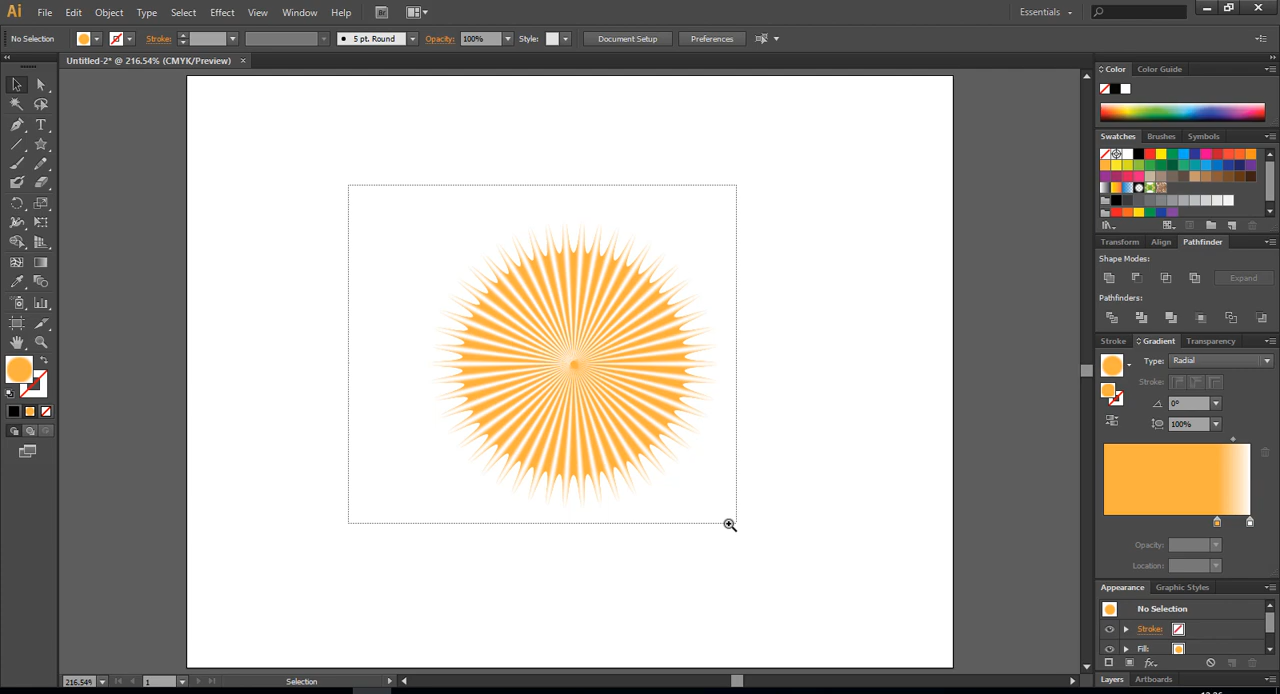 Ai File Edit Object Type Select Effect View Window Help Br Essentials
No Selection Stroke: 5 pt. Round Opacity: 100% Style: Document Setup Preferences
Untitled-2* @ 216.54% (CMYK/Preview)
Color Color Guide
Swatches Brushes Symbols
Transform Align Pathfinder
Shape Modes:
Expand
Pathfinders:
Stroke Gradient Transparency
Type: Radial
Stroke:
0°
100%
Opacity:
Location:
Appearance Graphic Styles
No Selection
Stroke:
Fill:
fx
Layers Artboards
216.54% 1 Selection